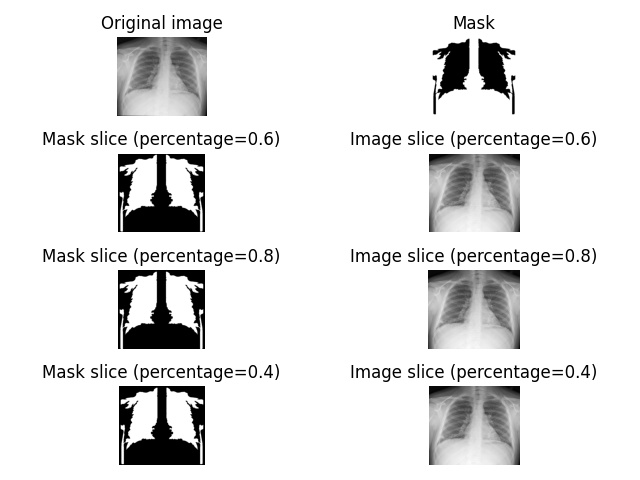 Original image
Mask
Mask slice (percentage=0.6)
Image slice (percentage=0.6)
Mask slice (percentage=0.8)
Image slice (percentage=0.8)
Mask slice (percentage=0.4)
Image slice (percentage=0.4)